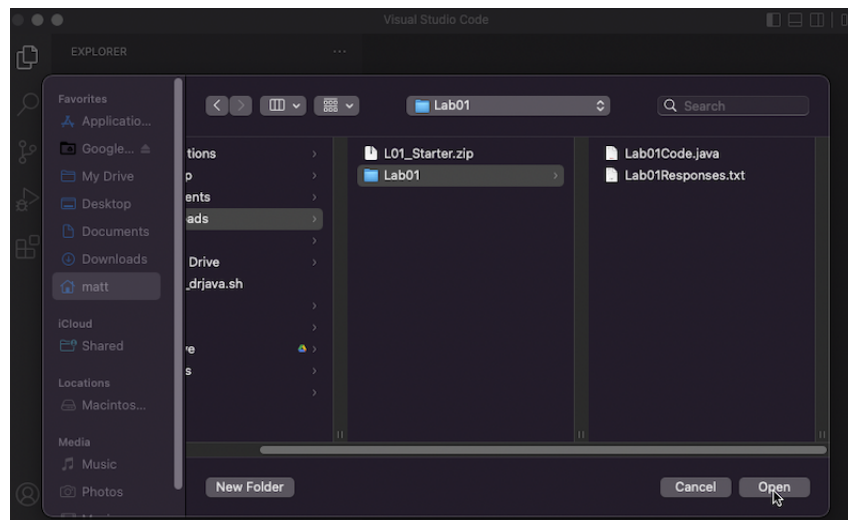 Visual Studio Code
EXPLORER
Favorites
Applicatio...
Google...
My Drive
Desktop
Documents
Downloads
matt
iCloud
Shared
Locations
Macintos...
Media
Music
Photos
Lab01
Search
tions
p
ents
ads
Drive
_drjava.sh
ve
s
L01_Starter.zip
Lab01
Lab01Code.java
Lab01Responses.txt
New Folder
Cancel
Open